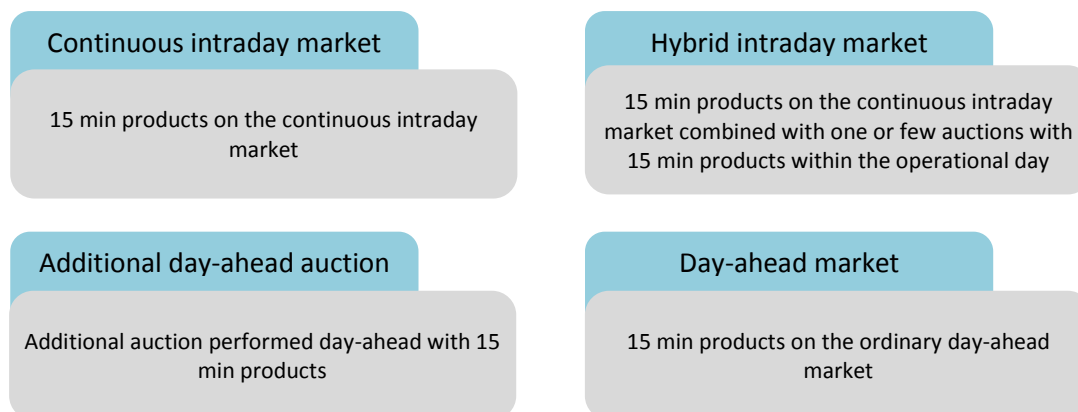 Continuous intraday market
15 min products on the continuous intraday
market
Hybrid intraday market
15 min products on the continuous intraday
market combined with one or few auctions with
15 min products within the operational day
Additional day-ahead auction
Additional auction performed day-ahead with 15
min products
Day-ahead market
15 min products on the ordinary day-ahead
market